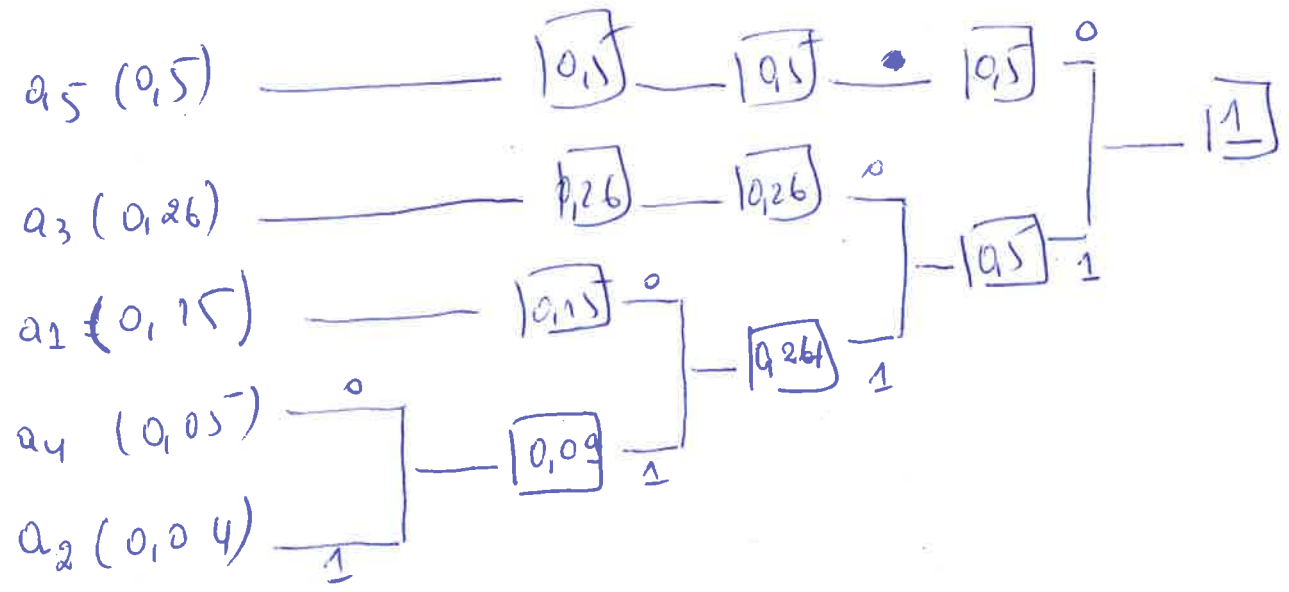 a5 (0,5) 0,5 0,5 0,5 0 1
a3 (0,26) 0,26 0,26 0 0,5 1
a1 (0,15) 0,15 0 0,24 1
a4 (0,05) 0 0,09 1
a2 (0,04) 1